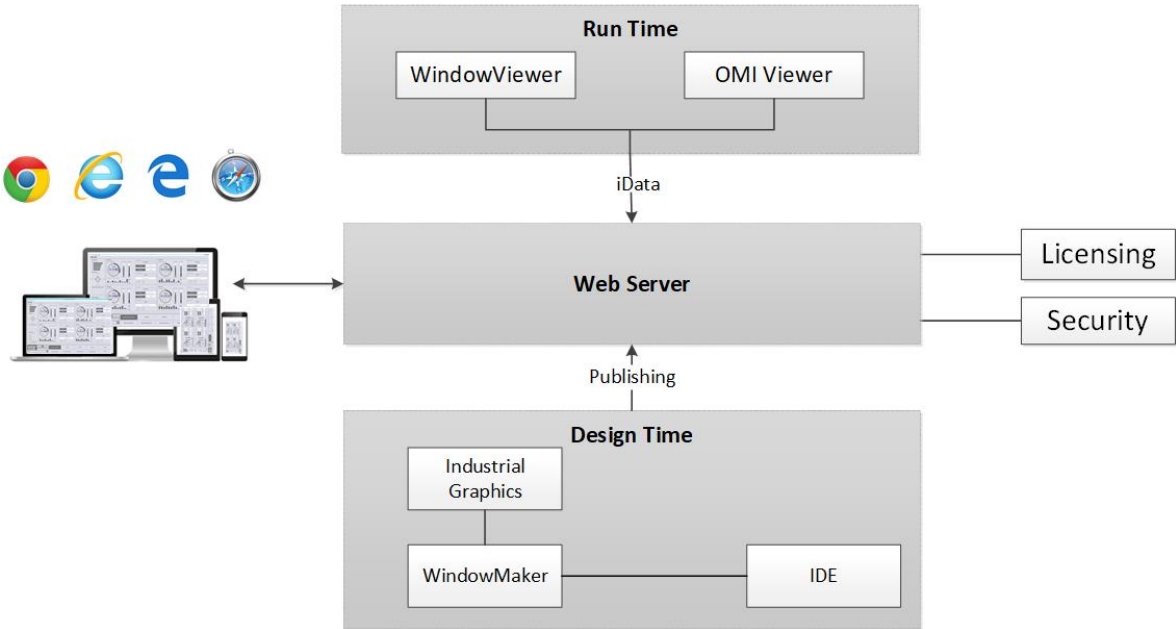 Run Time
WindowViewer
OMI Viewer
iData
Web Server
Licensing
Security
Publishing
Design Time
Industrial
Graphics
WindowMaker
IDE